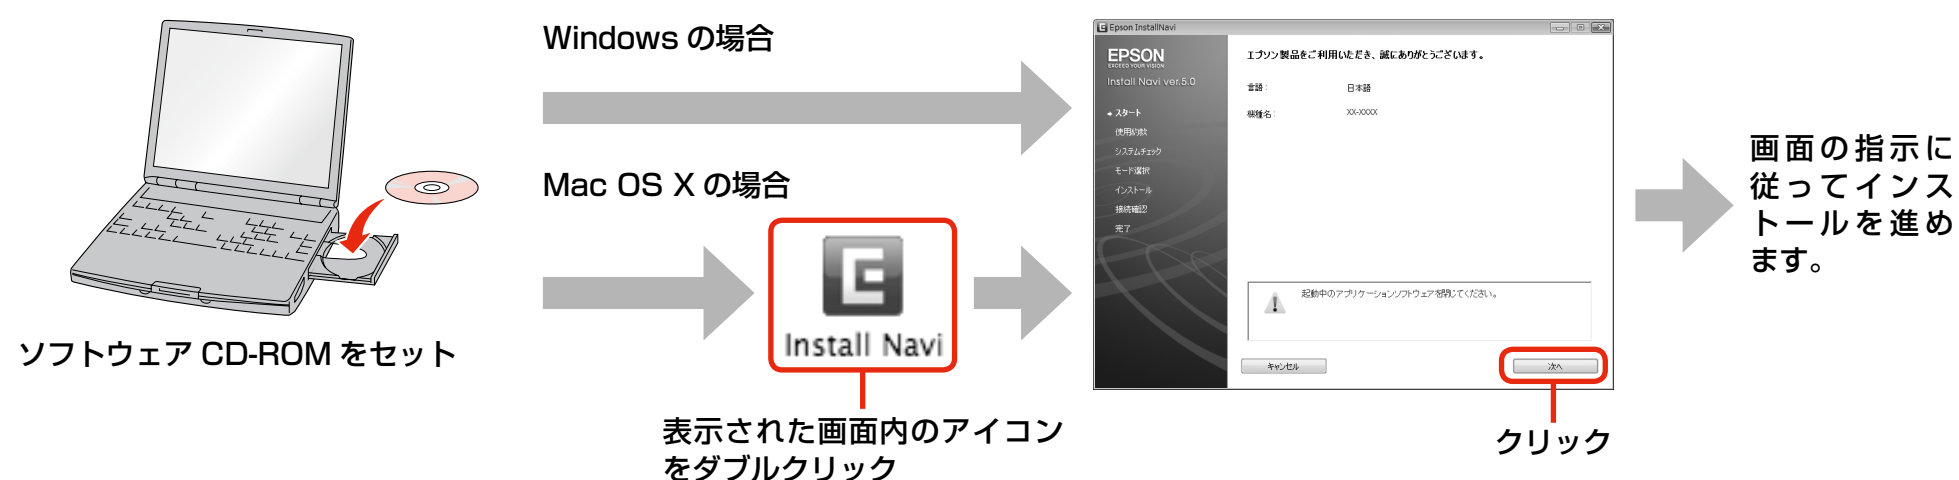 ソフトウェア CD-ROM をセット
Windows の場合
Mac OS X の場合
Install Navi
表示された画面内のアイコン
をダブルクリック
Epson InstallNavi
EPSON
EXCEED YOUR VISION
Install Navi ver.5.0
スタート
使用約款
システムチェック
モード選択
インストール
接続確認
完了
エプソン製品をご利用いただき、誠にありがとうございます。
言語: 日本語
機種名: XX-XXXX
起動中のアプリケーションソフトウェアを閉じてください。
キャンセル
次へ
クリック
画面の指示に
従ってインス
トールを進め
ます。